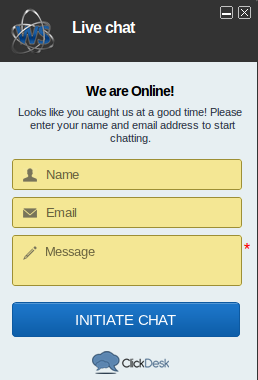 Live chat
We are Online!
Looks like you caught us at a good time! Please
enter your name and email address to start
chatting.
Name
Email
Message
*
INITIATE CHAT
ClickDesk